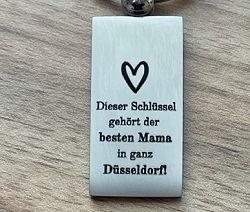 Dieser Schlüssel
gehört der
besten Mama
in ganz
Düsseldorf!